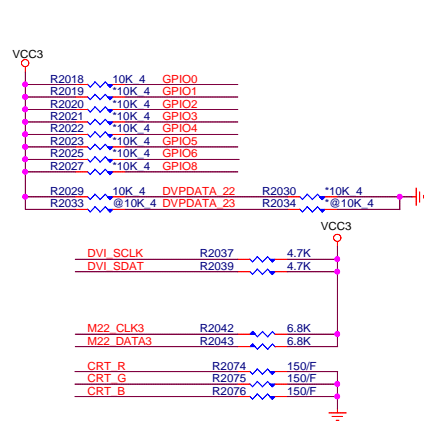 VCC3
R2018 10K_4 GPIO0
R2019 *10K_4 GPIO1
R2020 *10K_4 GPIO2
R2021 *10K_4 GPIO3
R2022 *10K_4 GPIO4
R2023 *10K_4 GPIO5
R2025 *10K_4 GPIO6
R2027 *10K_4 GPIO8
R2029 10K_4 DVPDATA_22 R2030 *10K_4
R2033 @10K_4 DVPDATA_23 R2034 *@10K_4
VCC3
DVI_SCLK R2037 4.7K
DVI_SDAT R2039 4.7K
M22_CLK3 R2042 6.8K
M22_DATA3 R2043 6.8K
CRT_R R2074 150/F
CRT_G R2075 150/F
CRT_B R2076 150/F